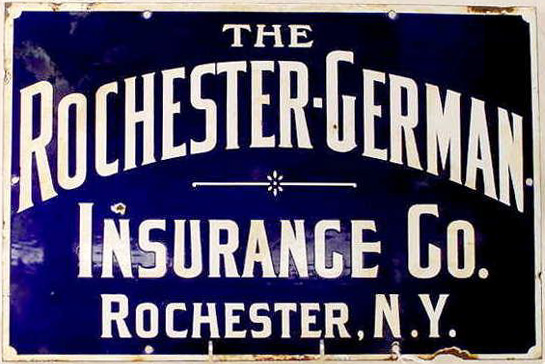 THE
ROCHESTER-GERMAN
INSURANCE CO.
ROCHESTER, N.Y.